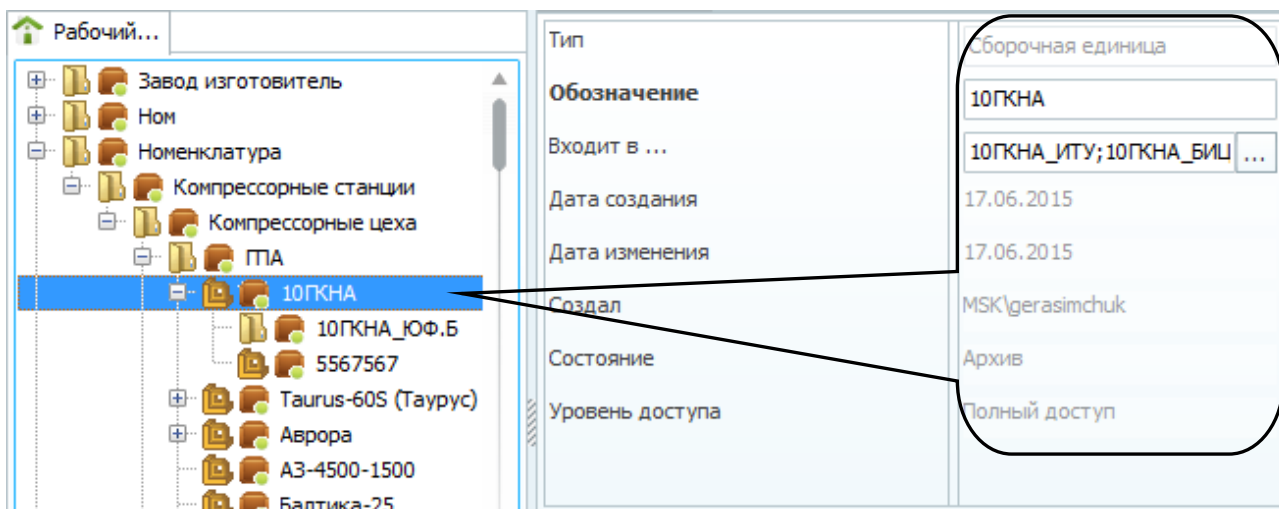 Рабочий...
Завод изготовитель
Ном
Номенклатура
Компрессорные станции
Компрессорные цеха
ГПА
10ГКНА
10ГКНА_ЮФ.Б
5567567
Taurus-60S (Таурус)
Аврора
АЗ-4500-1500
Балтика-25
Тип
Сборочная единица
Обозначение
10ГКНА
Входит в ...
10ГКНА_ИТУ;10ГКНА_БИЦ ...
Дата создания
17.06.2015
Дата изменения
17.06.2015
Создал
MSK\gerasimchuk
Состояние
Архив
Уровень доступа
Полный доступ